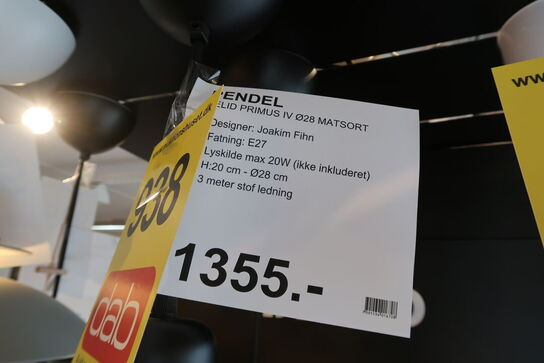 PENDEL
ELID PRIMUS IV Ø28 MATSORT
Designer: Joakim Fihn
Fatning: E27
Lyskilde max 20W (ikke inkluderet)
H:20 cm - Ø28 cm
3 meter stof ledning
1355.-
938
dab
www